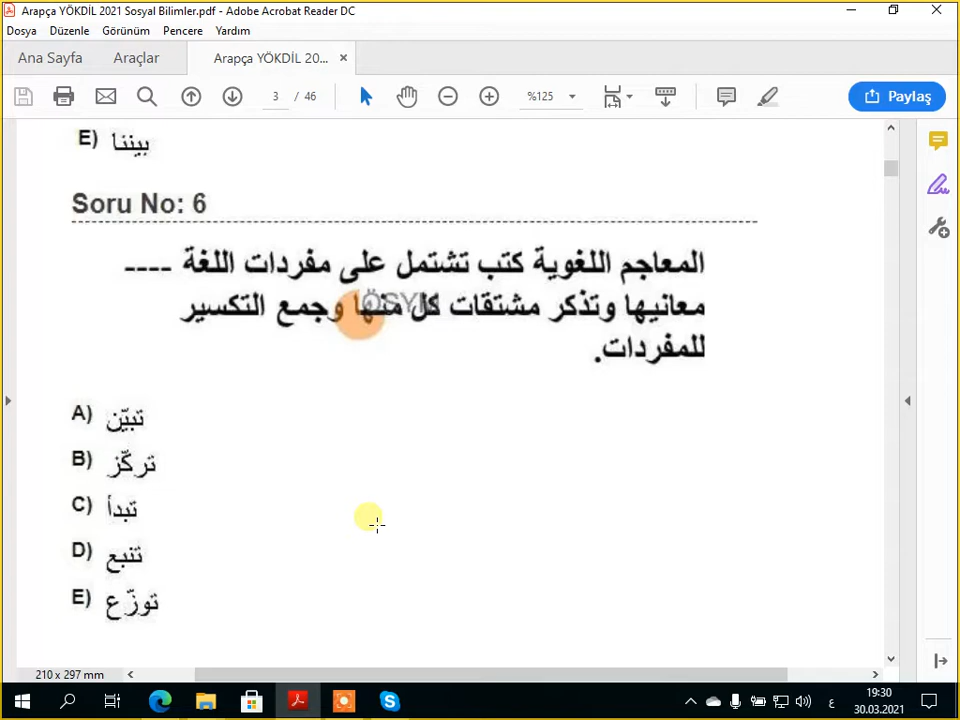 Arapça YÖKDİL 2021 Sosyal Bilimler.pdf - Adobe Acrobat Reader DC
Dosya Düzenle Görünüm Pencere Yardım
Ana Sayfa Araçlar Arapça YÖKDİL 20... ×
3 / 46 %125 Paylaş
E) بيننا
Soru No: 6
المعاجم اللغوية كتب تشتمل على مفردات اللغة ----
معانيها وتذكر مشتقات كل منها وجمع التكسير
للمفردات.
ÖSYM
A) تبيّن
B) تركّز
C) تبدأ
D) تنبع
E) توزّع
210 x 297 mm
ع 19:30
30.03.2021